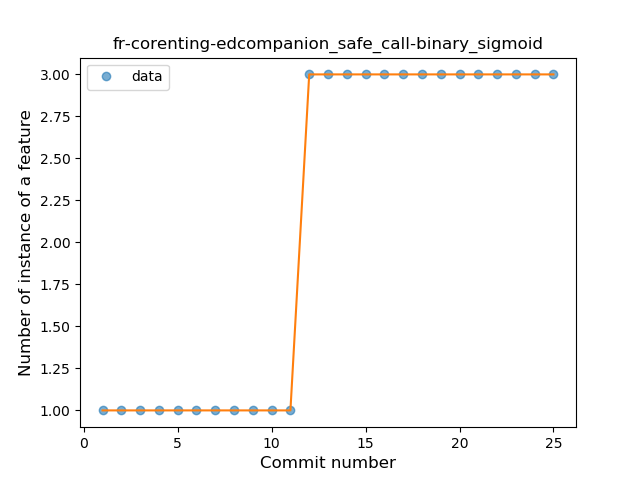 fr-corenting-edcompanion_safe_call-binary_sigmoid
data
Number of instance of a feature
3.00
2.75
2.50
2.25
2.00
1.75
1.50
1.25
1.00
0 5 10 15 20 25
Commit number